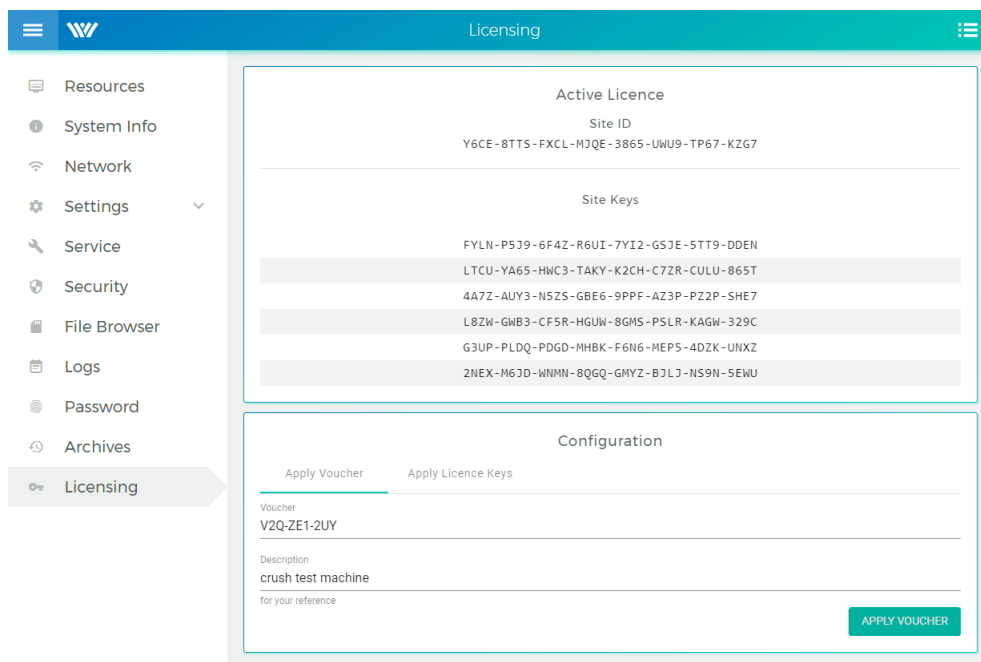 Licensing
Resources
System Info
Network
Settings
Service
Security
File Browser
Logs
Password
Archives
Licensing
Active Licence
Site ID
Y6CE-8TTS-FXCL-MJQE-3865-UWU9-TP67-KZG7
Site Keys
FYLN-P5J9-6F4Z-R6UI-7YI2-GSJE-5TT9-DDEN
LTCU-YA65-HWC3-TAKY-K2CH-C7ZR-CULU-865T
4A7Z-AUY3-N5ZS-GBE6-9PPF-AZ3P-PZ2P-SHE7
L8ZW-GWB3-CF5R-HGUW-8GMS-PSLR-KAGW-329C
G3UP-PLDQ-PDGD-MHBK-F6N6-MEP5-4DZK-UNXZ
2NEX-M6JD-WNMN-8QGQ-GMYZ-BJLJ-NS9N-5EWU
Configuration
Apply Voucher Apply Licence Keys
Voucher
V2Q-ZE1-2UY
Description
crush test machine
for your reference
APPLY VOUCHER